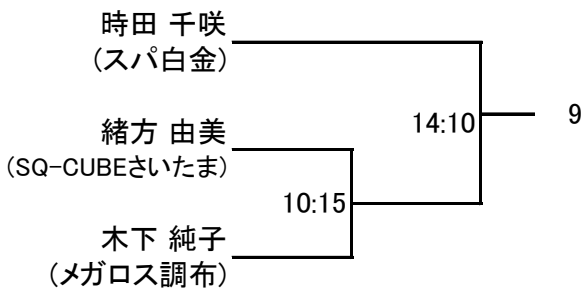 時田 千咲
(スパ白金)
14:10
9
緒方 由美
(SQ-CUBEさいたま)
10:15
木下 純子
(メガロス調布)